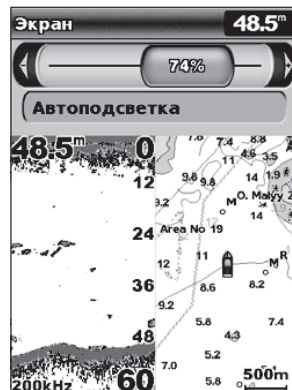 Экран 48.5m
74%
Автоподсветка
48.5m 0
12
24
36
48
60
200kHz
7.6 7.4 8.8
11 4.6 3.5
9.8 9.8 14 1.9
9.2 M O. Malyy
14
Area No 19
12 11 M R
8.6 8.2
9.2
5.8 7.4
4.3
5.2
7.0
5.8 500m